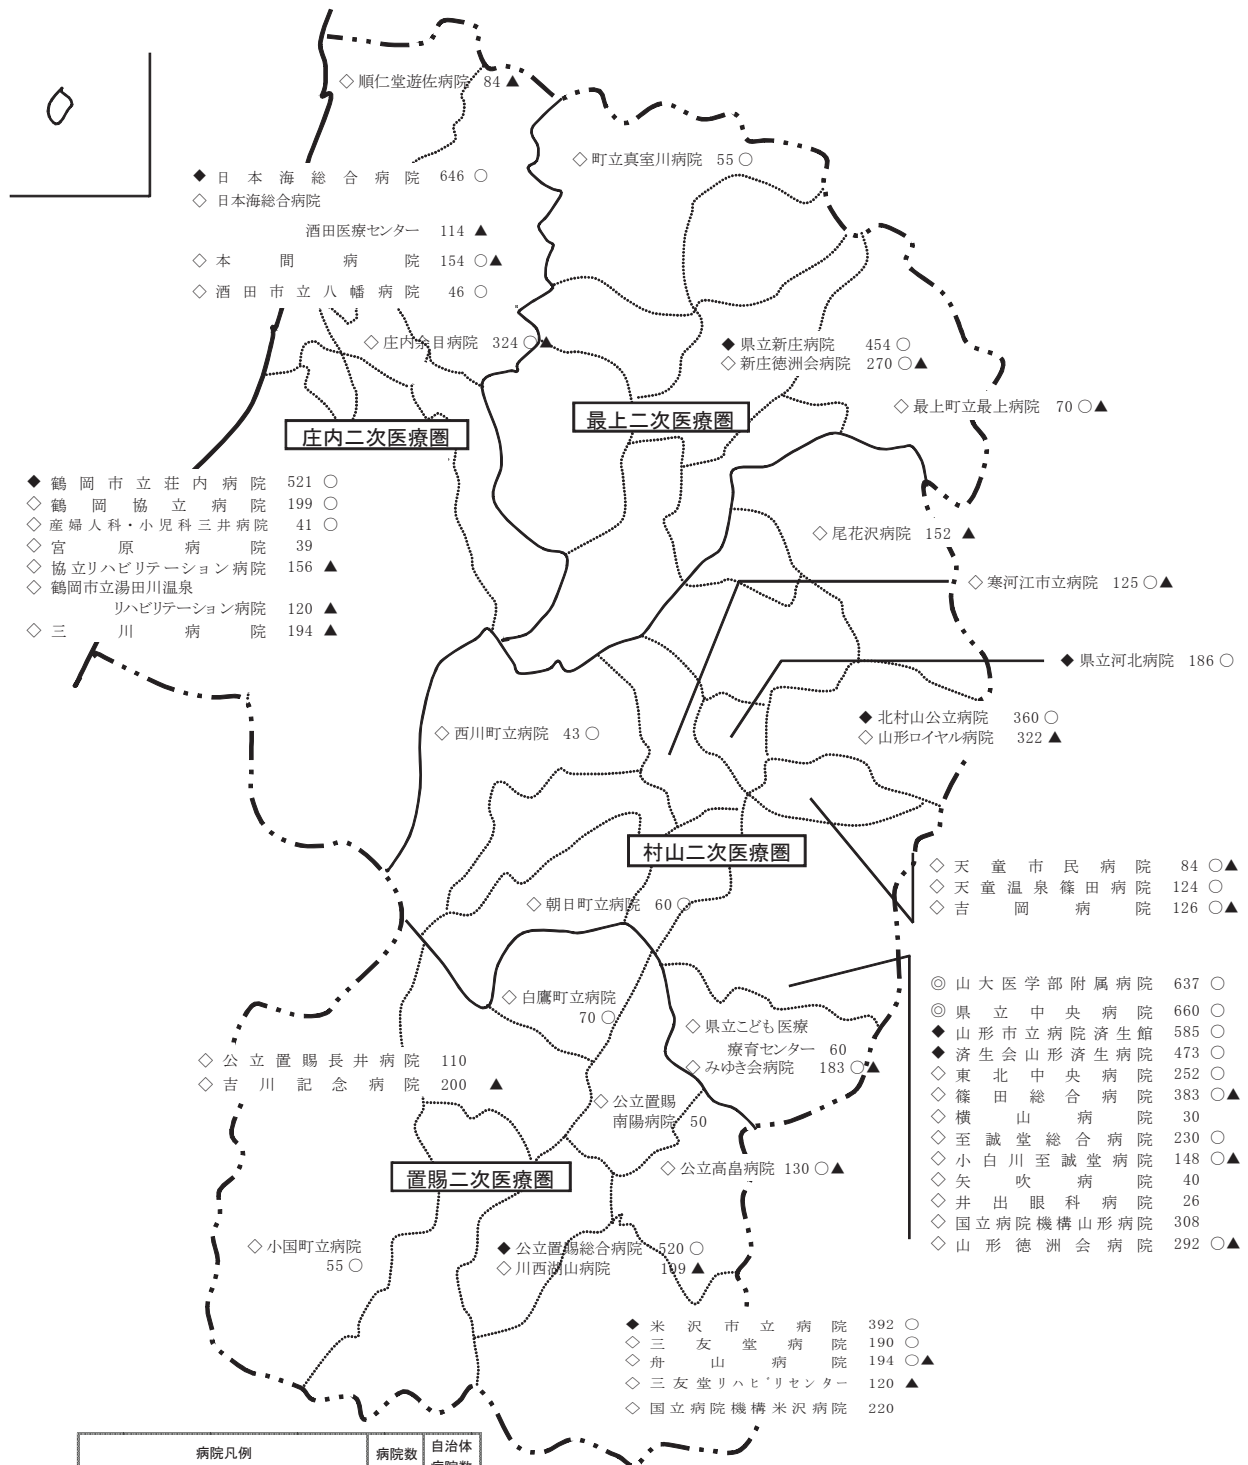 ◇ 順仁堂遊佐病院 84 ▲
◇ 町立真室川病院 55 ○
◆ 日本海総合病院 646 ○
◇ 日本海総合病院
酒田医療センター 114 ▲
◇ 本間病院 154 ○▲
◇ 酒田市立八幡病院 46 ○
◇ 庄内余目病院 324 ○▲
◆ 県立新庄病院 454 ○
◇ 新庄徳洲会病院 270 ○▲
◇ 最上町立最上病院 70 ○▲
庄内二次医療圏
最上二次医療圏
◆ 鶴岡市立荘内病院 521 ○
◇ 鶴岡協立病院 199 ○
◇ 産婦人科・小児科三井病院 41 ○
◇ 宮原病院 39
◇ 協立リハビリテーション病院 156 ▲
◇ 鶴岡市立湯田川温泉
リハビリテーション病院 120 ▲
◇ 三川病院 194 ▲
◇ 尾花沢病院 152 ▲
◇ 寒河江市立病院 125 ○▲
◆ 県立河北病院 186 ○
◆ 北村山公立病院 360 ○
◇ 山形ロイヤル病院 322 ▲
◇ 西川町立病院 43 ○
村山二次医療圏
◇ 天童市民病院 84 ○▲
◇ 天童温泉篠田病院 124 ○
◇ 吉岡病院 126 ○▲
◇ 朝日町立病院 60 ○
◎ 山大医学部附属病院 637 ○
◎ 県立中央病院 660 ○
◆ 山形市立病院済生館 585 ○
◆ 済生会山形済生病院 473 ○
◇ 東北中央病院 252 ○
◇ 篠田総合病院 383 ○▲
◇ 横山病院 30
◇ 至誠堂総合病院 230 ○
◇ 小白川至誠堂病院 148 ○▲
◇ 矢吹病院 40
◇ 井出眼科病院 26
◇ 国立病院機構山形病院 308
◇ 山形徳洲会病院 292 ○▲
◇ 白鷹町立病院
70 ○
◇ 県立こども医療
療育センター 60
◇ みゆき会病院 183 ○▲
◇ 公立置賜長井病院 110
◇ 吉川記念病院 200 ▲
◇ 公立置賜
南陽病院 50
◇ 公立高畠病院 130 ○▲
置賜二次医療圏
◇ 小国町立病院
55 ○
◆ 公立置賜総合病院 520 ○
◇ 川西湖山病院 109 ▲
◆ 米沢市立病院 392 ○
◇ 三友堂病院 190 ○
◇ 舟山病院 194 ○▲
◇ 三友堂リハビリセンター 120 ▲
◇ 国立病院機構米沢病院 220
病院凡例 病院数 自治体